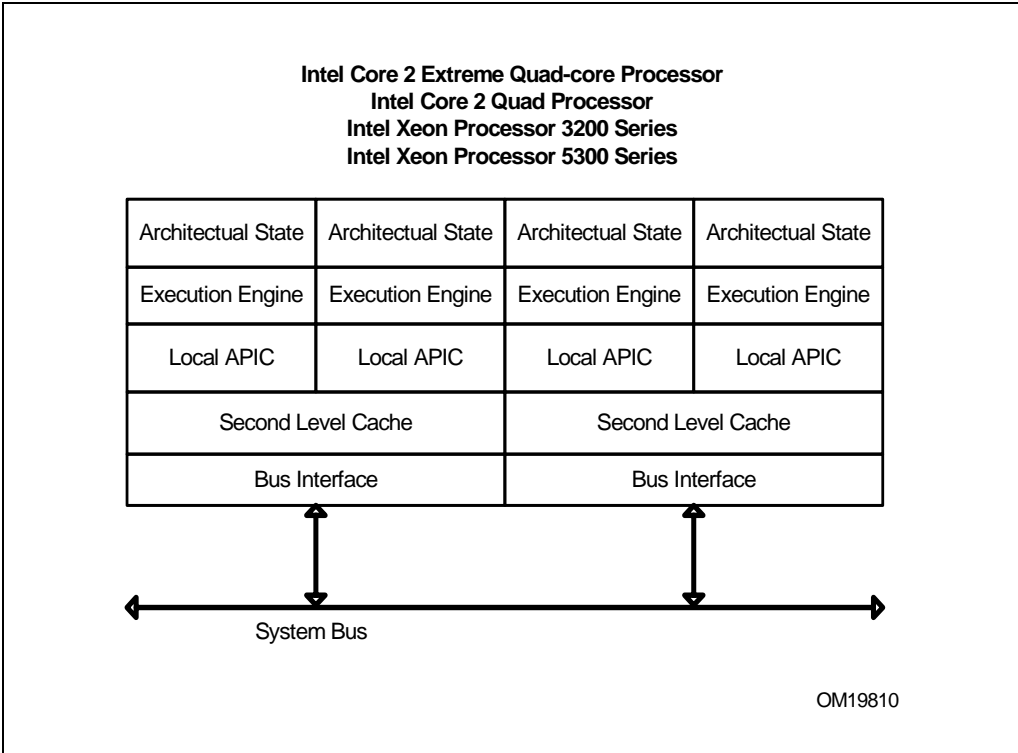 Intel Core 2 Extreme Quad-core Processor
Intel Core 2 Quad Processor
Intel Xeon Processor 3200 Series
Intel Xeon Processor 5300 Series
Architectual State Architectual State Architectual State Architectual State
Execution Engine Execution Engine Execution Engine Execution Engine
Local APIC Local APIC Local APIC Local APIC
Second Level Cache Second Level Cache
Bus Interface Bus Interface
System Bus
OM19810